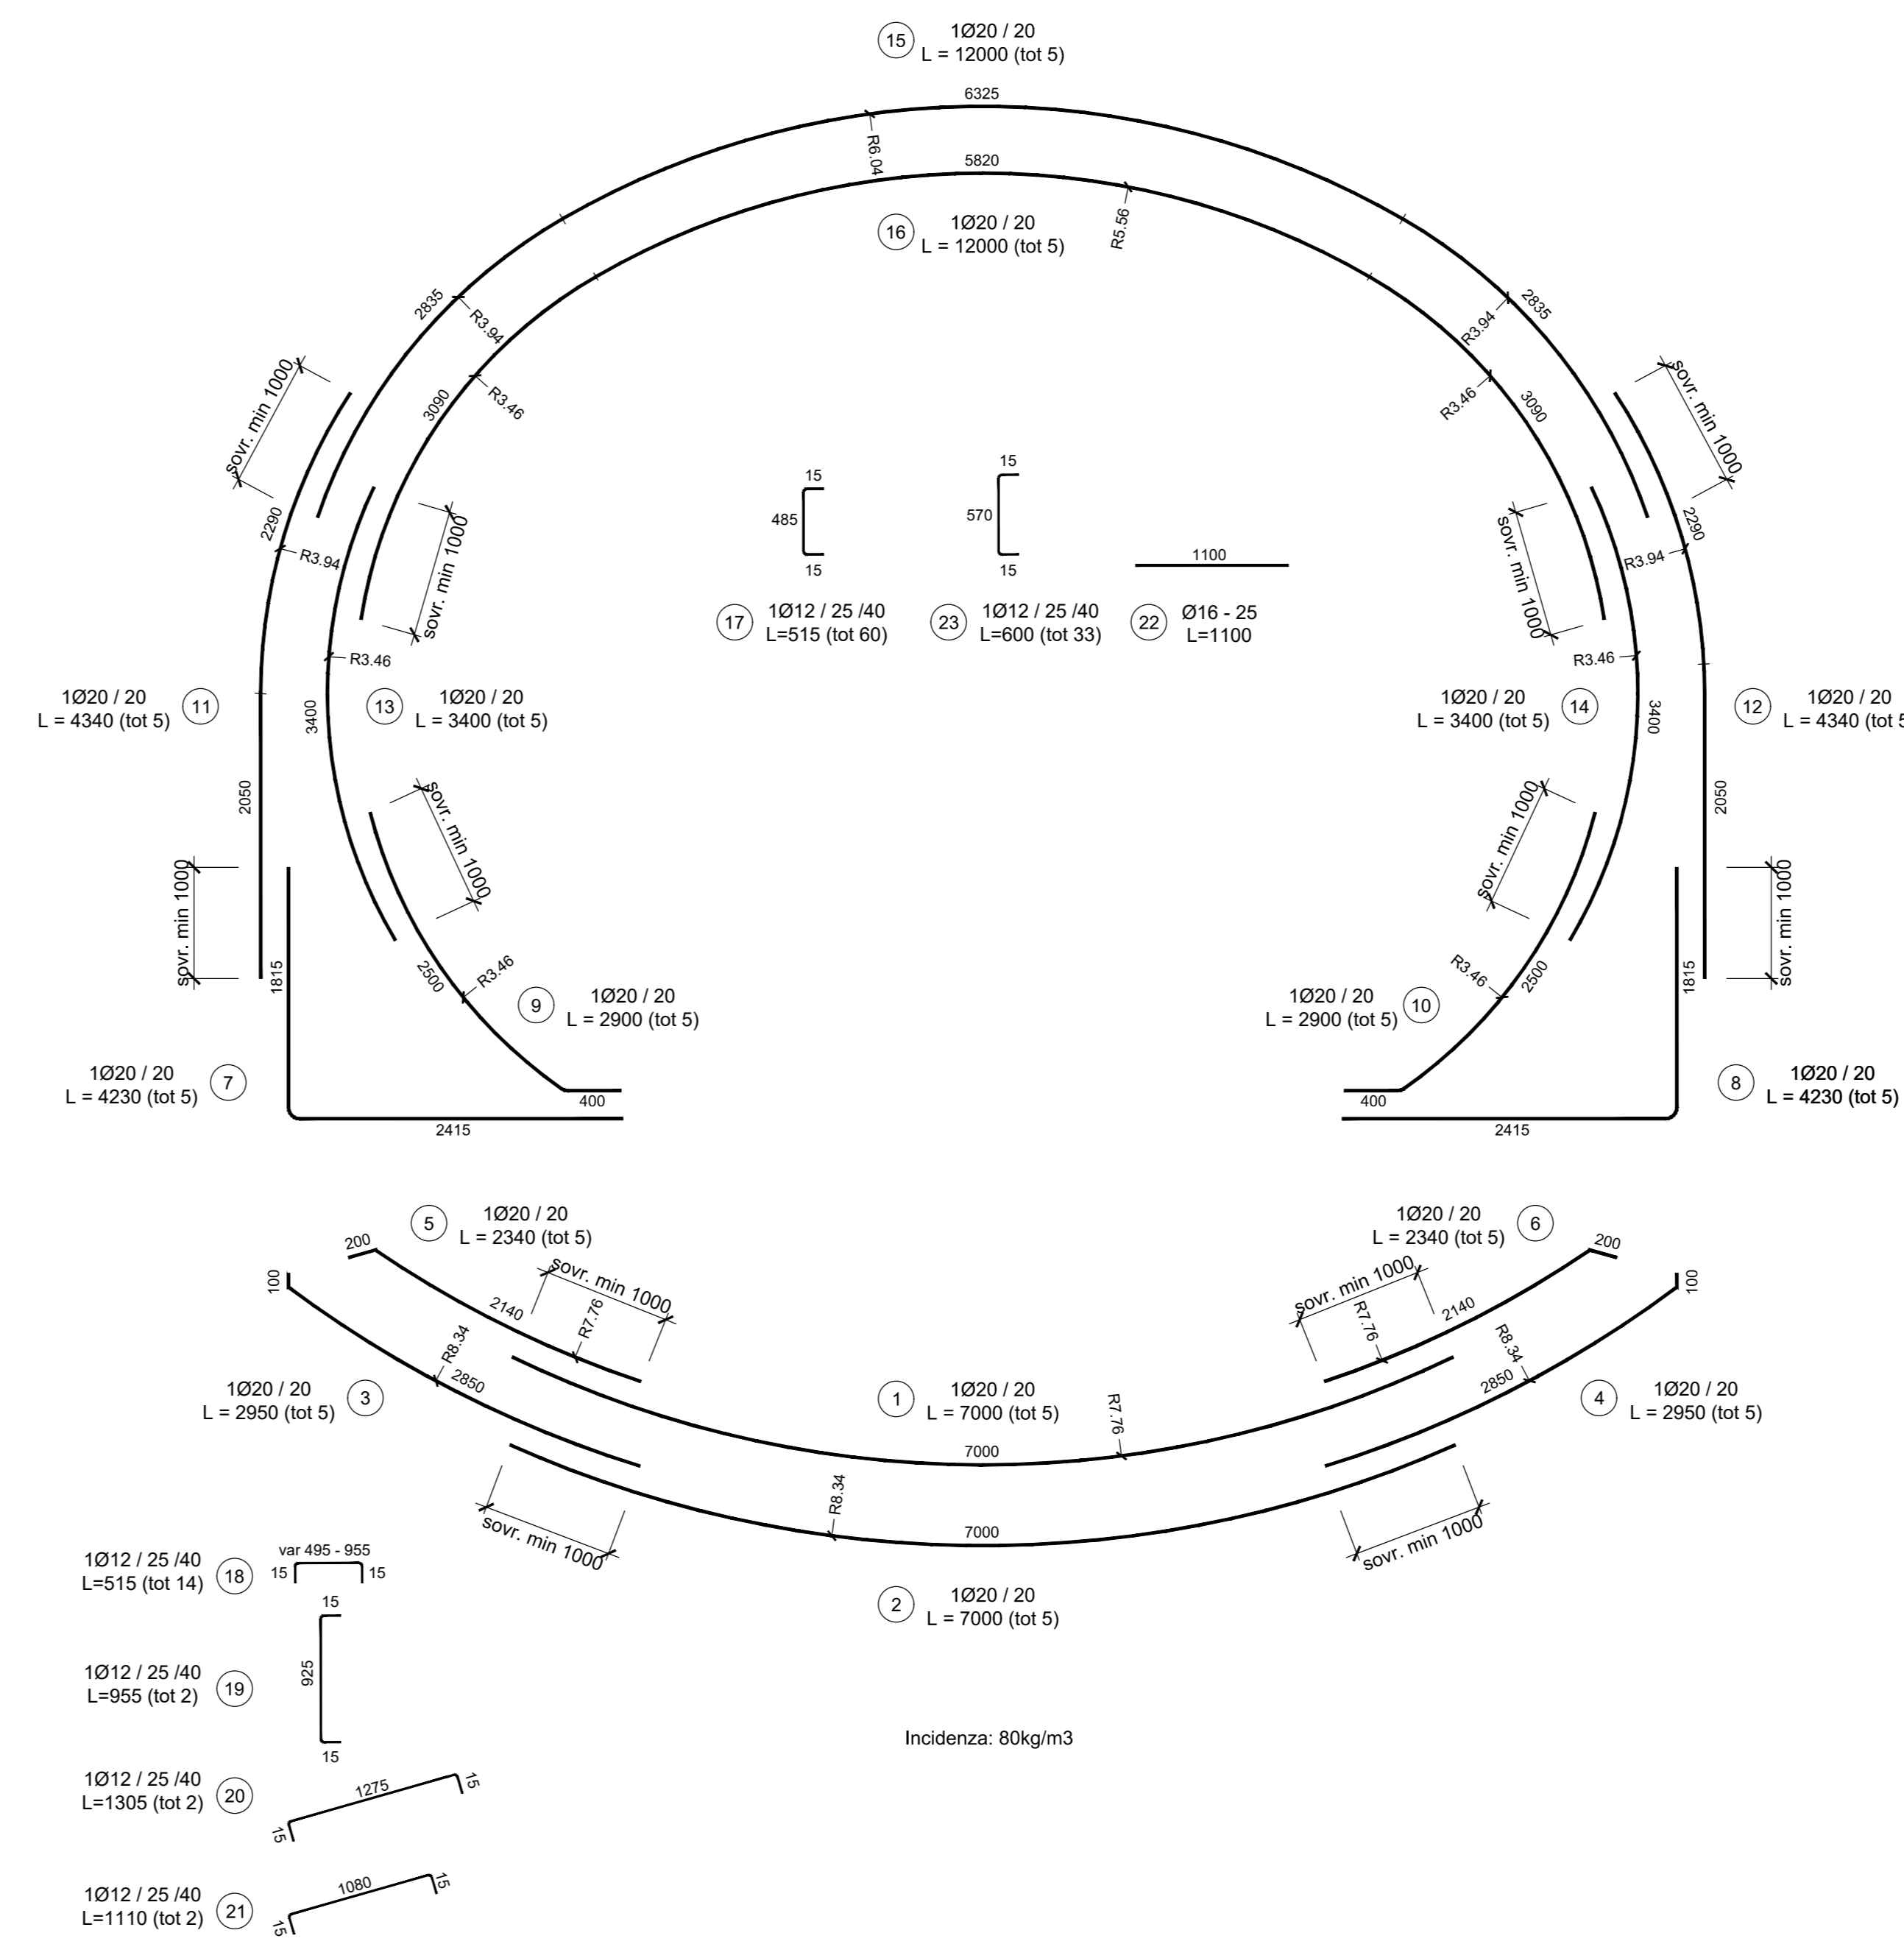 15
1Ø20 / 20
L = 12000 (tot 5)
6325
R6.04
5820
R5.56
16
1Ø20 / 20
L = 12000 (tot 5)
2835
R3.94
R3.94
2835
3090
R3.46
R3.46
3090
sovr. min 1000
sovr. min 1000
2290
R3.94
sovr. min 1000
sovr. min 1000
R3.94
2290
15
485
15
17
1Ø12 / 25 /40
L=515 (tot 60)
15
570
15
23
1Ø12 / 25 /40
L=600 (tot 33)
1100
22
Ø16 - 25
L=1100
R3.46
R3.46
1Ø20 / 20
L = 4340 (tot 5)
11
3400
13
1Ø20 / 20
L = 3400 (tot 5)
1Ø20 / 20
L = 3400 (tot 5)
14
3400
12
1Ø20 / 20
L = 4340 (tot 5
2050
sovr. min 1000
sovr. min 1000
2050
sovr. min 1000
1815
2500
R3.46
R3.46
2500
1815
sovr. min 1000
9
1Ø20 / 20
L = 2900 (tot 5)
1Ø20 / 20
L = 2900 (tot 5)
10
1Ø20 / 20
L = 4230 (tot 5)
7
400
2415
400
2415
8
1Ø20 / 20
L = 4230 (tot 5)
5
1Ø20 / 20
L = 2340 (tot 5)
1Ø20 / 20
L = 2340 (tot 5)
6
200
100
sovr. min 1000
2140
R7.76
sovr. min 1000
R7.76
2140
200
100
R8.34
2850
R8.34
2850
1Ø20 / 20
L = 2950 (tot 5)
3
1
1Ø20 / 20
L = 7000 (tot 5)
R7.76
4
1Ø20 / 20
L = 2950 (tot 5)
7000
R8.34
7000
sovr. min 1000
sovr. min 1000
2
1Ø20 / 20
L = 7000 (tot 5)
1Ø12 / 25 /40
L=515 (tot 14)
18
var 495 - 955
15
15
15
925
15
1Ø12 / 25 /40
L=955 (tot 2)
19
Incidenza: 80kg/m3
1Ø12 / 25 /40
L=1305 (tot 2)
20
1275
15
15
1Ø12 / 25 /40
L=1110 (tot 2)
21
1080
15
15